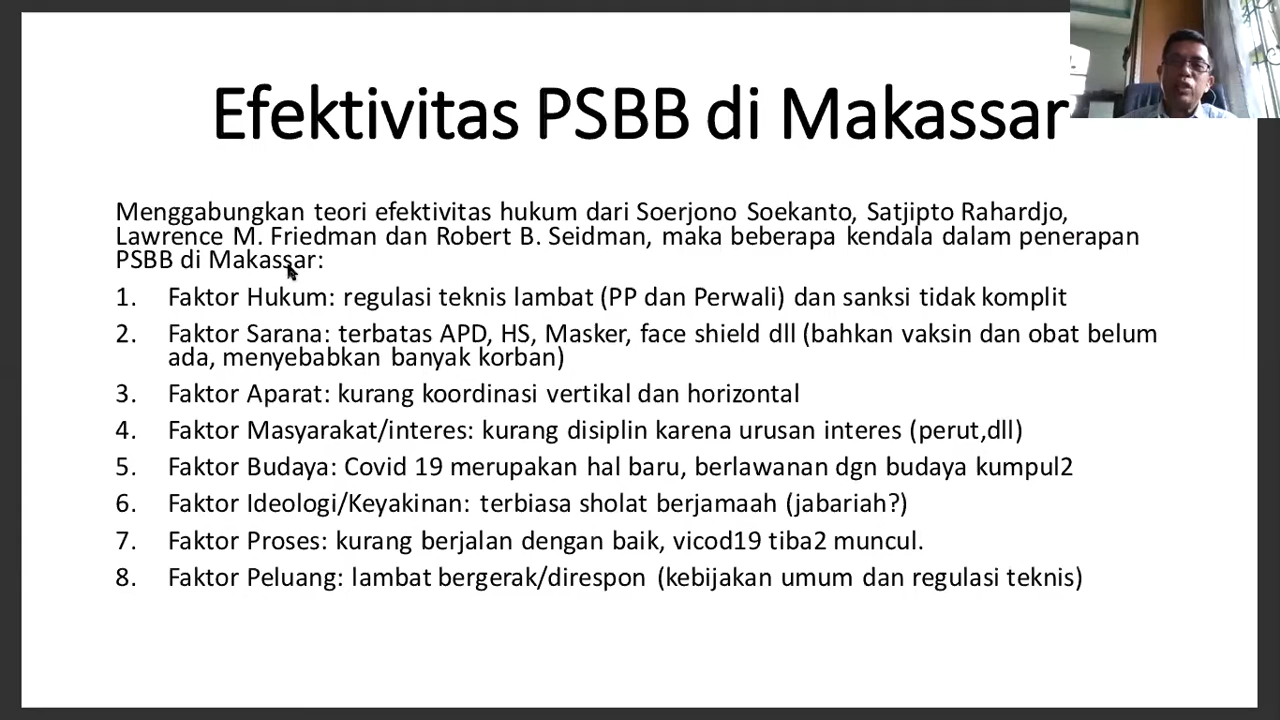 Efektivitas PSBB di Makassar
Menggabungkan teori efektivitas hukum dari Soerjono Soekanto, Satjipto Rahardjo,
Lawrence M. Friedman dan Robert B. Seidman, maka beberapa kendala dalam penerapan
PSBB di Makassar:
1. Faktor Hukum: regulasi teknis lambat (PP dan Perwali) dan sanksi tidak komplit
2. Faktor Sarana: terbatas APD, HS, Masker, face shield dll (bahkan vaksin dan obat belum
ada, menyebabkan banyak korban)
3. Faktor Aparat: kurang koordinasi vertikal dan horizontal
4. Faktor Masyarakat/interes: kurang disiplin karena urusan interes (perut,dll)
5. Faktor Budaya: Covid 19 merupakan hal baru, berlawanan dgn budaya kumpul2
6. Faktor Ideologi/Keyakinan: terbiasa sholat berjamaah (jabariah?)
7. Faktor Proses: kurang berjalan dengan baik, vicod19 tiba2 muncul.
8. Faktor Peluang: lambat bergerak/direspon (kebijakan umum dan regulasi teknis)